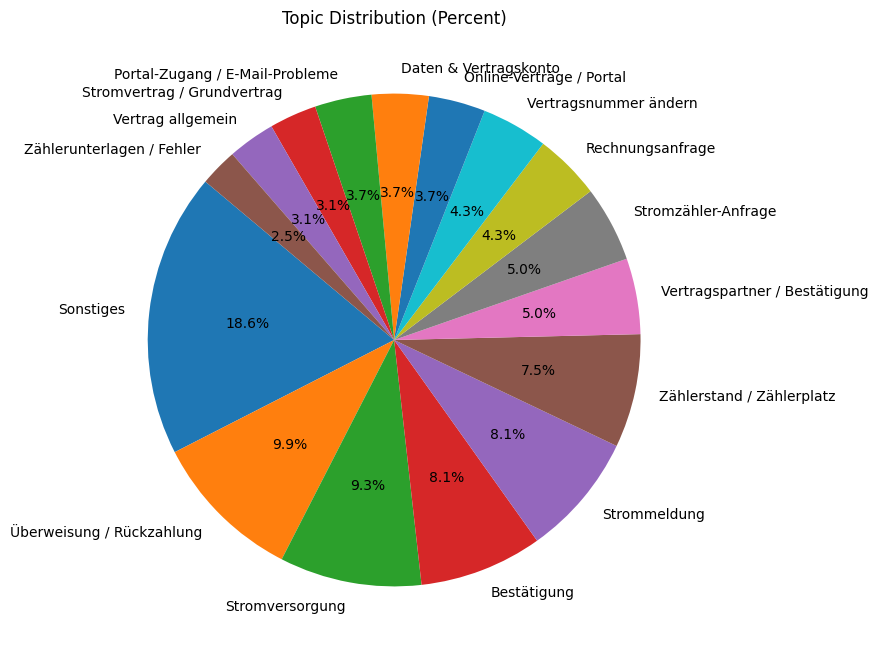 Topic Distribution (Percent)
Daten & Vertragskonto
Portal-Zugang / E-Mail-Probleme
Online-Verträge / Portal
Stromvertrag / Grundvertrag
Vertragsnummer ändern
Vertrag allgemein
Rechnungsanfrage
Zählerunterlagen / Fehler
Stromzähler-Anfrage
Vertragspartner / Bestätigung
Sonstiges
Zählerstand / Zählerplatz
Strommeldung
Überweisung / Rückzahlung
Bestätigung
Stromversorgung
3.7%
3.7%
3.7%
3.1%
4.3%
3.1%
4.3%
2.5%
5.0%
5.0%
18.6%
7.5%
8.1%
9.9%
8.1%
9.3%